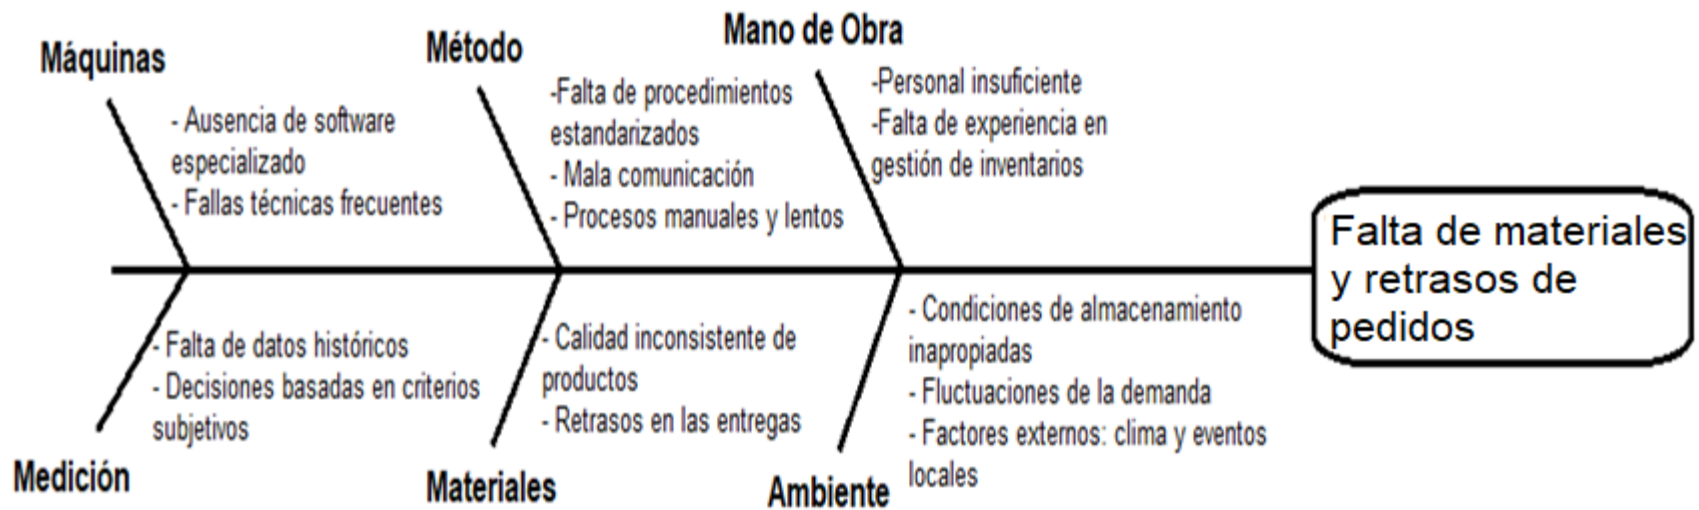 Máquinas
- Ausencia de software
especializado
- Fallas técnicas frecuentes
Método
-Falta de procedimientos
estandarizados
- Mala comunicación
- Procesos manuales y lentos
Mano de Obra
-Personal insuficiente
-Falta de experiencia en
gestión de inventarios
Falta de materiales
y retrasos de
pedidos
- Falta de datos históricos
- Decisiones basadas en criterios
subjetivos
Medición
- Calidad inconsistente de
productos
- Retrasos en las entregas
Materiales
- Condiciones de almacenamiento
inapropiadas
- Fluctuaciones de la demanda
- Factores externos: clima y eventos
locales
Ambiente